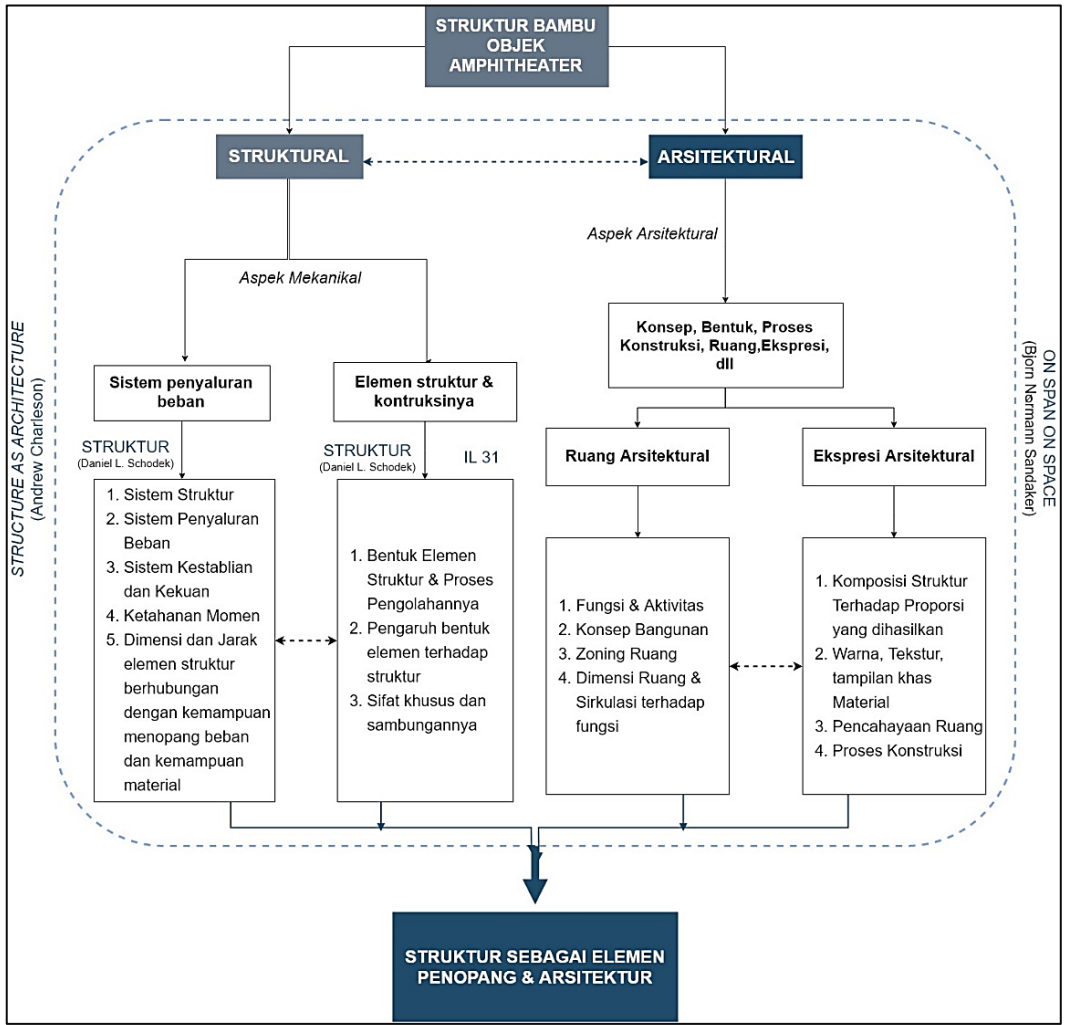 STRUKTUR BAMBU
OBJEK
AMPHITHEATER
STRUKTURAL
ARSITEKTURAL
Aspek Arsitektural
Aspek Mekanikal
Konsep, Bentuk, Proses
Konstruksi, Ruang,Ekspresi,
dll
Sistem penyaluran
beban
Elemen struktur &
kontruksinya
Ruang Arsitektural
Ekspresi Arsitektural
STRUKTUR
(Daniel L. Schodek)
STRUKTUR
(Daniel L. Schodek)
IL 31
1. Sistem Struktur
2. Sistem Penyaluran
Beban
3. Sistem Kestablian
dan Kekuan
4. Ketahanan Momen
5. Dimensi dan Jarak
elemen struktur
berhubungan
dengan kemampuan
menopang beban
dan kemampuan
material
1. Bentuk Elemen
Struktur & Proses
Pengolahannya
2. Pengaruh bentuk
elemen terhadap
struktur
3. Sifat khusus dan
sambungannya
1. Fungsi & Aktivitas
2. Konsep Bangunan
3. Zoning Ruang
4. Dimensi Ruang &
Sirkulasi terhadap
fungsi
1. Komposisi Struktur
Terhadap Proporsi
yang dihasilkan
2. Warna, Tekstur,
tampilan khas
Material
3. Pencahayaan Ruang
4. Proses Konstruksi
STRUCTURE AS ARCHITECTURE
(Andrew Charleson)
ON SPAN ON SPACE
(Bjorn Nørmann Sandaker)
STRUKTUR SEBAGAI ELEMEN
PENOPANG & ARSITEKTUR